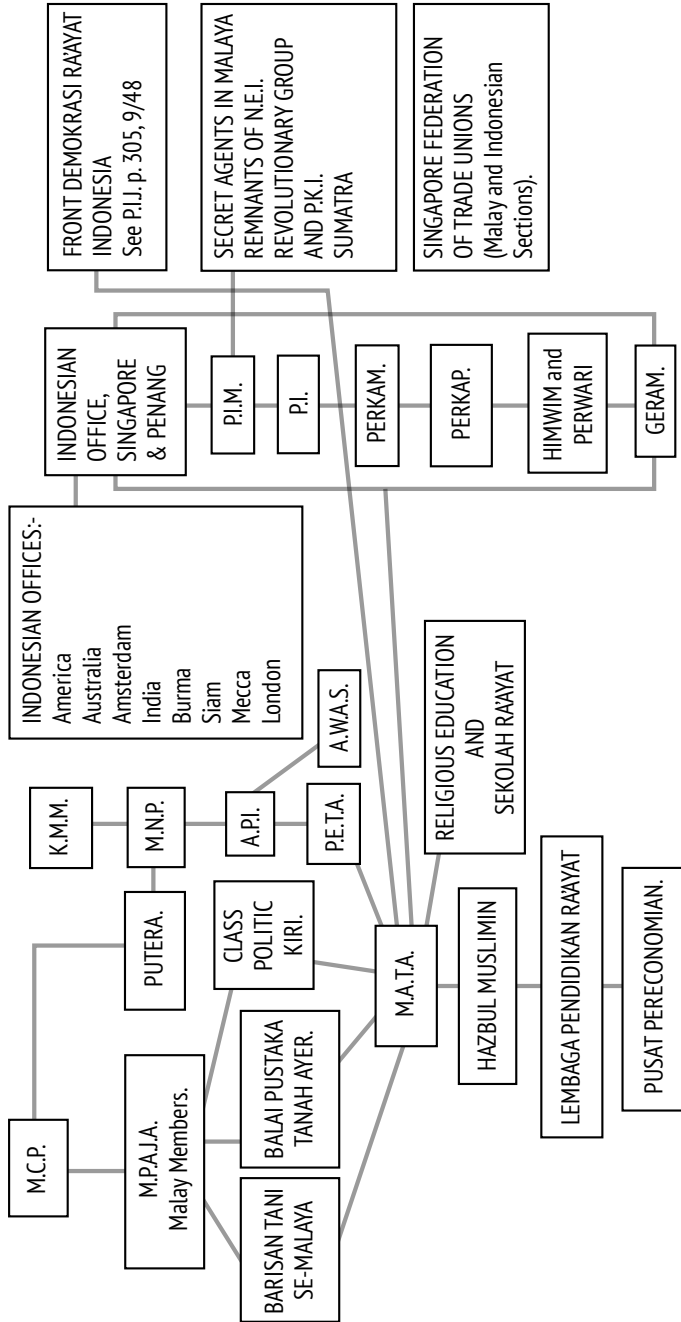 M.C.P.
M.P.A.J.A.
Malay Members.
PUTERA.
K.M.M.
M.N.P.
A.P.I.
A.W.A.S.
P.E.T.A.
CLASS
POLITIC
KIRI.
BALAI PUSTAKA
TANAH AYER.
BARISAN TANI
SE-MALAYA
M.A.T.A.
HAZBUL MUSLIMIN
LEMBAGA PENDIDIKAN RA'AYAT
PUSAT PERECONOMIAN.
RELIGIOUS EDUCATION
AND
SEKOLAH RA'AYAT
INDONESIAN OFFICES:-
America
Australia
Amsterdam
India
Burma
Siam
Mecca
London
INDONESIAN
OFFICE,
SINGAPORE
& PENANG
P.I.M.
P.I.
PERKAM.
PERKAP.
HIMWIM and
PERWARI
GERAM.
FRONT DEMOKRASI RA'AYAT
INDONESIA
See P.I.J. p. 305, 9/48
SECRET AGENTS IN MALAYA
REMNANTS OF N.E.I.
REVOLUTIONARY GROUP
AND P.K.I.
SUMATRA
SINGAPORE FEDERATION
OF TRADE UNIONS
(Malay and Indonesian
Sections).